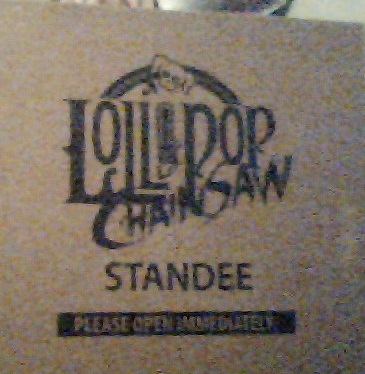 LOLLIPOP
CHAINSAW
STANDEE
PLEASE OPEN IMMEDIATELY